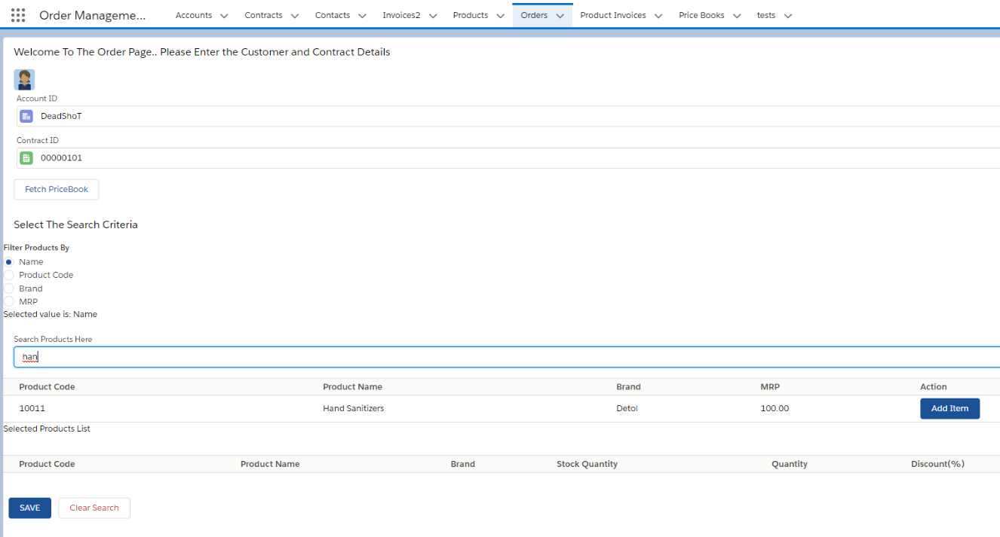 Order Manageme... Accounts Contracts Contacts Invoices2 Products Orders Product Invoices Price Books tests
Welcome To The Order Page.. Please Enter the Customer and Contract Details
Account ID
DeadShoT
Contract ID
00000101
Fetch PriceBook
Select The Search Criteria
Filter Products By
Name
Product Code
Brand
MRP
Selected value is: Name
Search Products Here
han
Product Code Product Name Brand MRP Action
10011 Hand Sanitizers Detol 100.00 Add Item
Selected Products List
Product Code Product Name Brand Stock Quantity Quantity Discount(%)
SAVE Clear Search